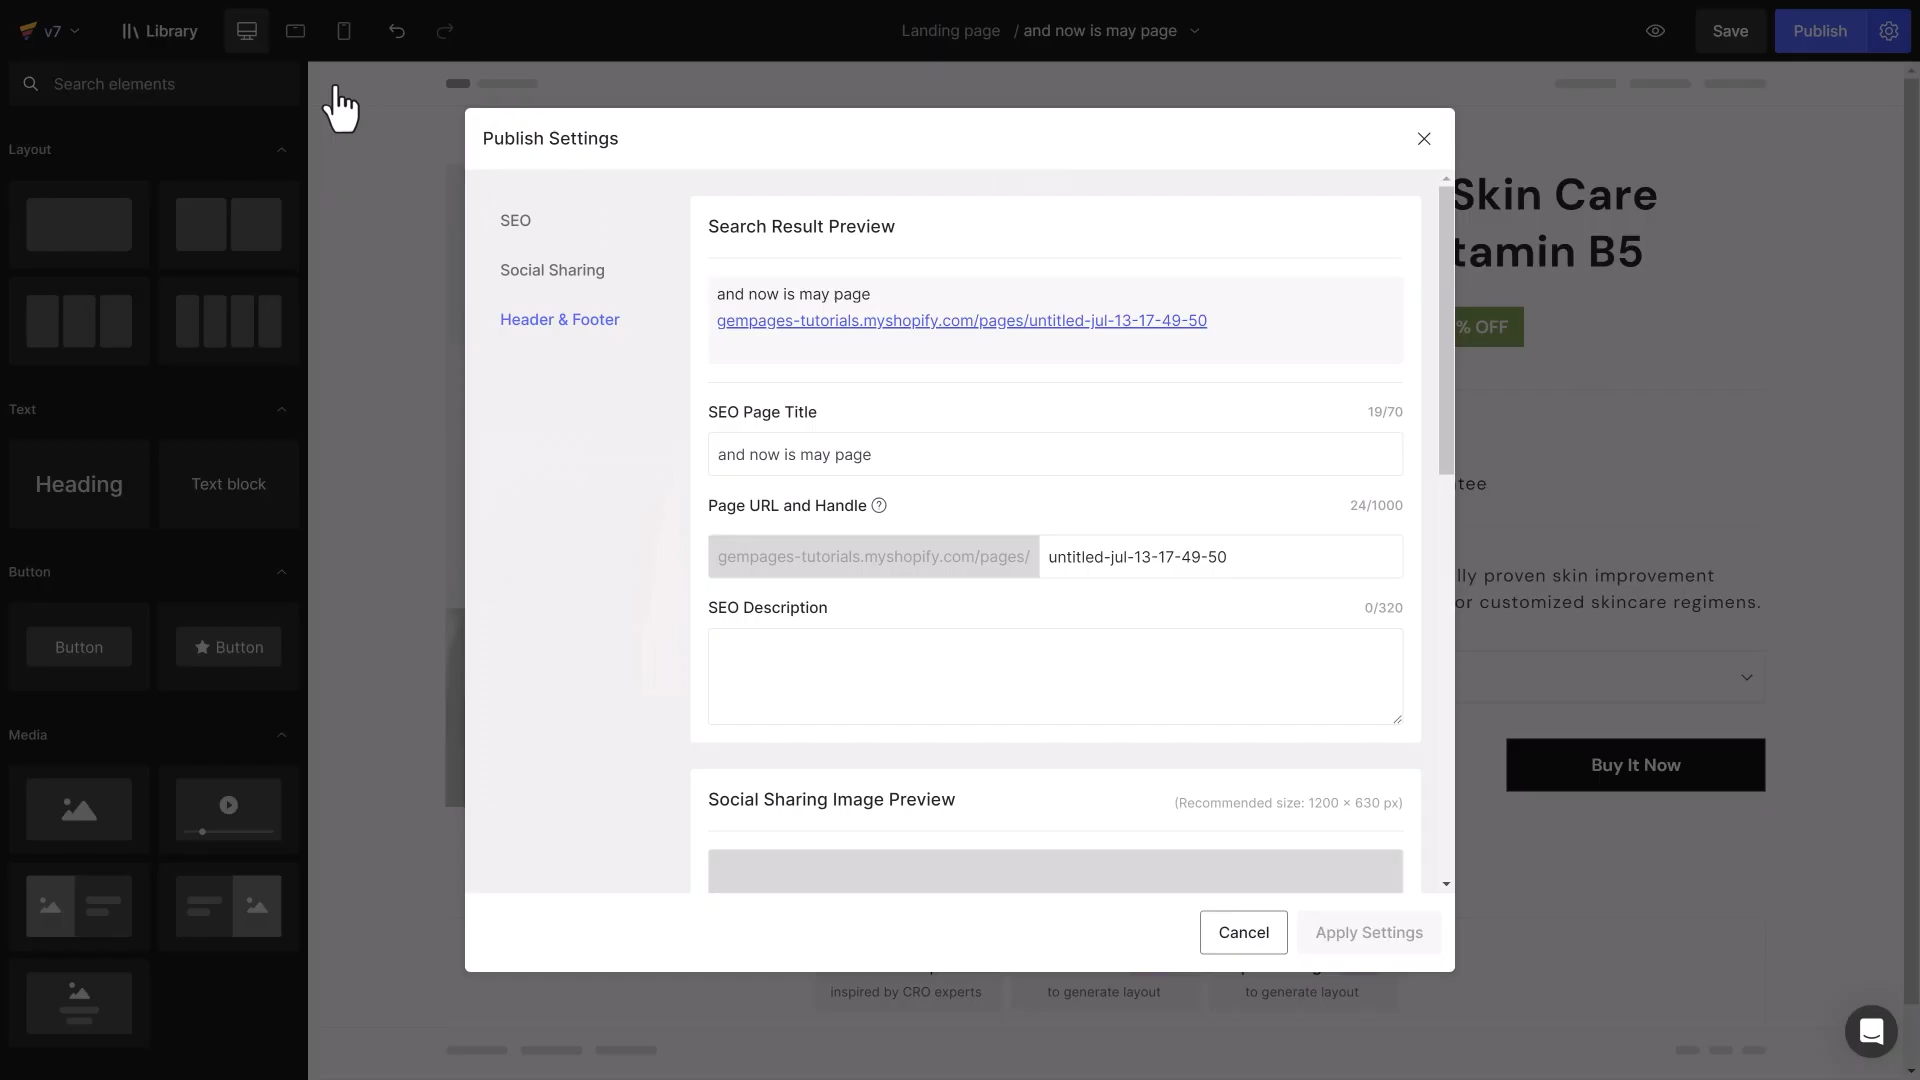 v7
Library
Landing page / and now is may page
Save
Publish
Search elements
Layout
Text
Heading
Text block
Button
Button
Button
Media
Publish Settings
SEO
Social Sharing
Header & Footer
Search Result Preview
and now is may page
gempages-tutorials.myshopify.com/pages/untitled-jul-13-17-49-50
SEO Page Title
19/70
and now is may page
Page URL and Handle
24/1000
gempages-tutorials.myshopify.com/pages/
untitled-jul-13-17-49-50
SEO Description
0/320
Social Sharing Image Preview
(Recommended size: 1200 × 630 px)
Cancel
Apply Settings
Skin Care
tamin B5
% OFF
tee
lly proven skin improvement
or customized skincare regimens.
Buy It Now
inspired by CRO experts
to generate layout
to generate layout